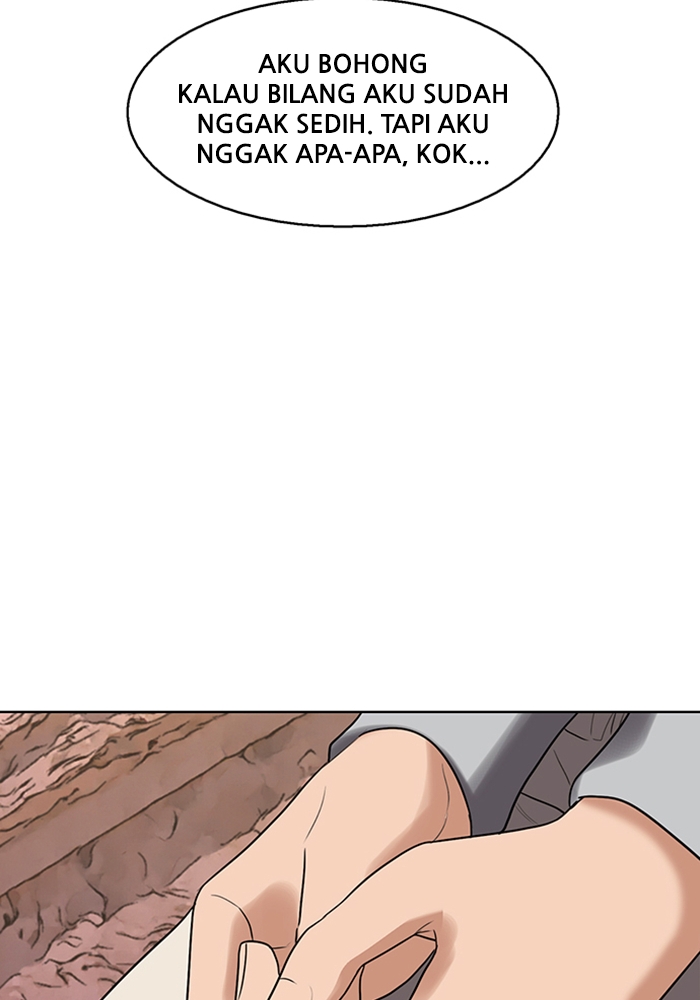 AKU BOHONG
KALAU BILANG AKU SUDAH
NGGAK SEDIH. TAPI AKU
NGGAK APA-APA, KOK...